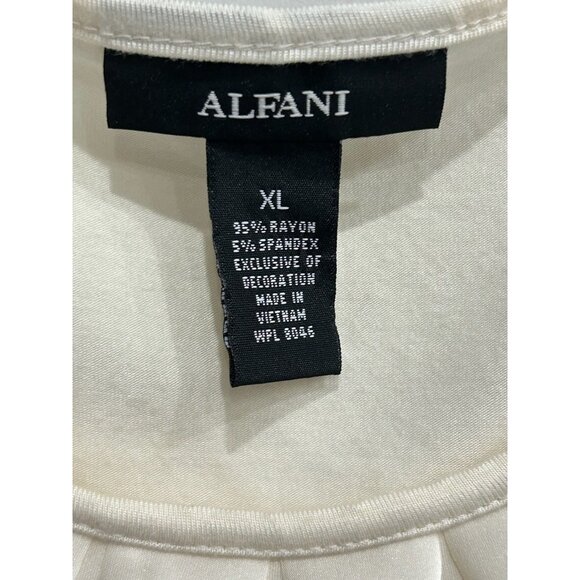 ALFANI
XL
95% RAYON
5% SPANDEX
EXCLUSIVE OF
DECORATION
MADE IN
VIETNAM
WPL 8046